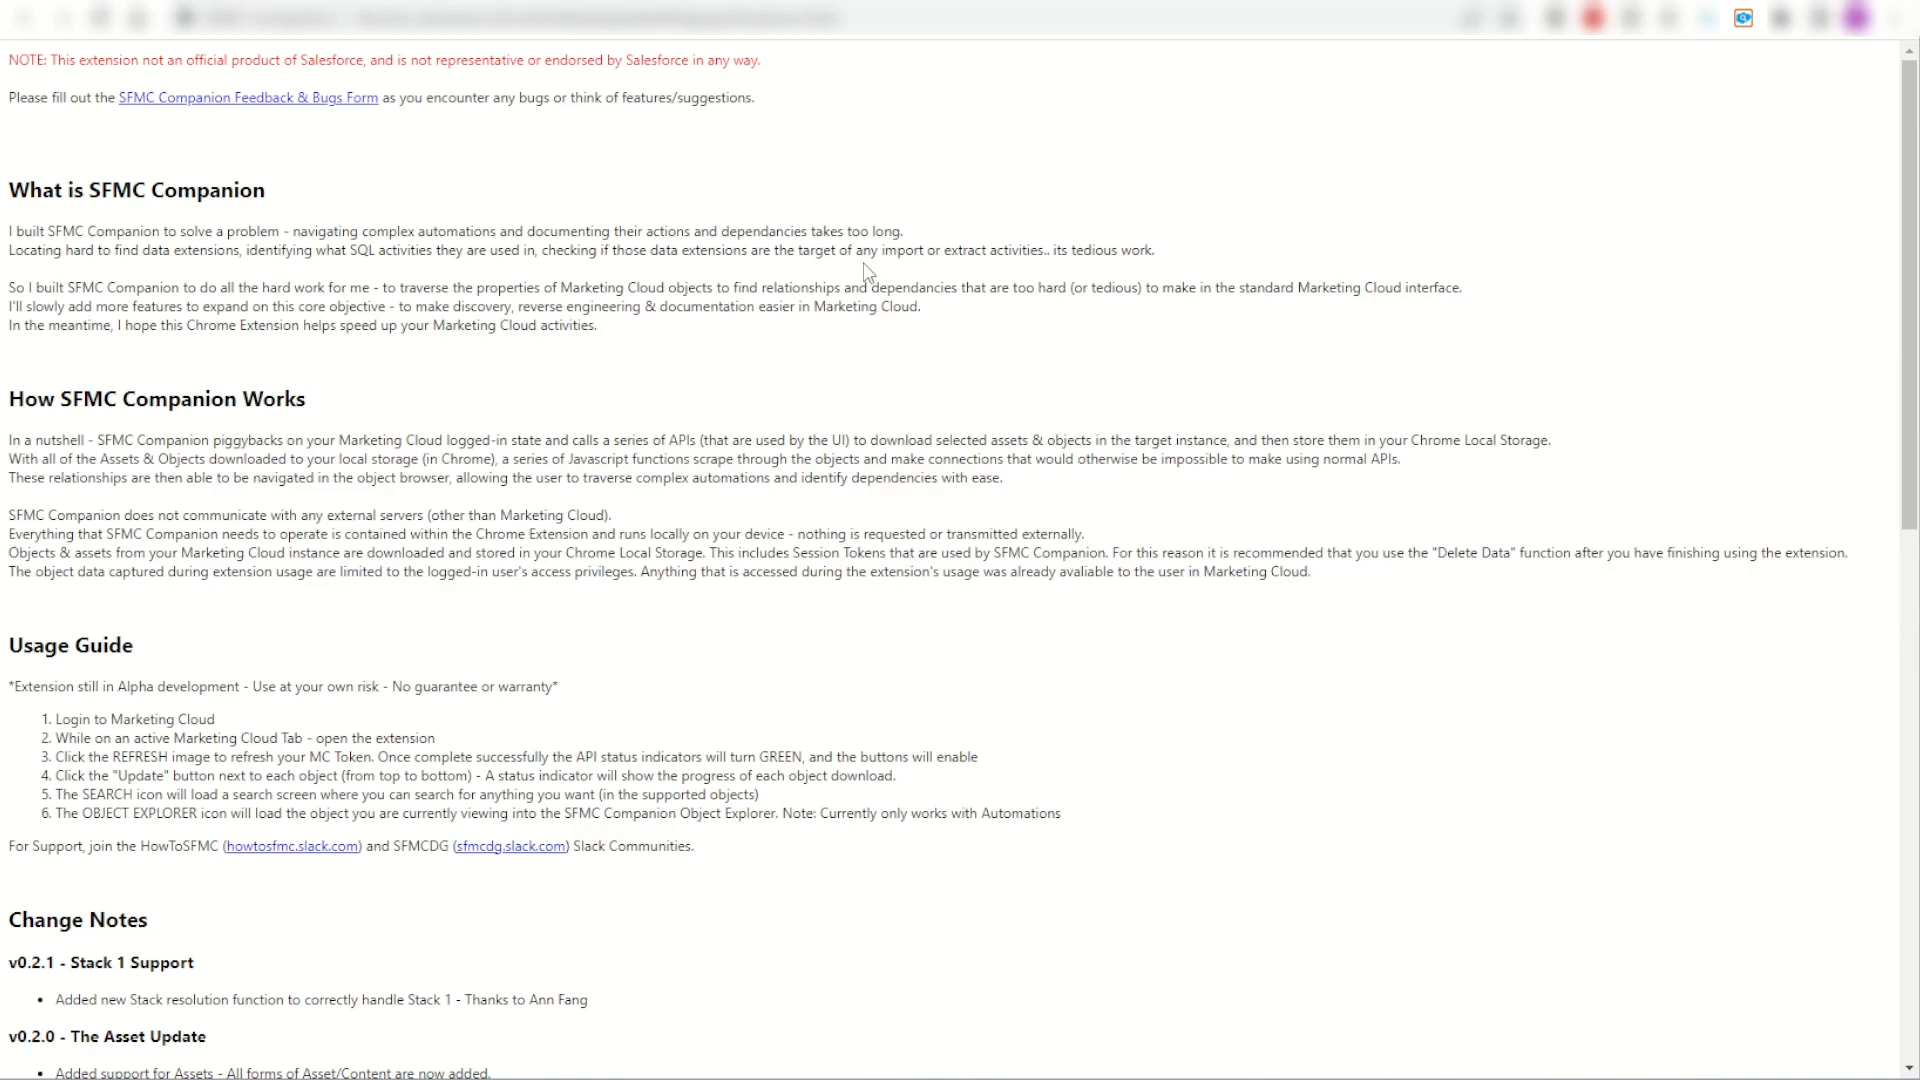 NOTE: This extension not an official product of Salesforce, and is not representative or endorsed by Salesforce in any way.
Please fill out the SFMC Companion Feedback & Bugs Form as you encounter any bugs or think of features/suggestions.
What is SFMC Companion
I built SFMC Companion to solve a problem - navigating complex automations and documenting their actions and dependancies takes too long.
Locating hard to find data extensions, identifying what SQL activities they are used in, checking if those data extensions are the target of any import or extract activities.. its tedious work.
So I built SFMC Companion to do all the hard work for me - to traverse the properties of Marketing Cloud objects to find relationships and dependancies that are too hard (or tedious) to make in the standard Marketing Cloud interface.
I'll slowly add more features to expand on this core objective - to make discovery, reverse engineering & documentation easier in Marketing Cloud.
In the meantime, I hope this Chrome Extension helps speed up your Marketing Cloud activities.
How SFMC Companion Works
In a nutshell - SFMC Companion piggybacks on your Marketing Cloud logged-in state and calls a series of APIs (that are used by the UI) to download selected assets & objects in the target instance, and then store them in your Chrome Local Storage.
With all of the Assets & Objects downloaded to your local storage (in Chrome), a series of Javascript functions scrape through the objects and make connections that would otherwise be impossible to make using normal APIs.
These relationships are then able to be navigated in the object browser, allowing the user to traverse complex automations and identify dependencies with ease.
SFMC Companion does not communicate with any external servers (other than Marketing Cloud).
Everything that SFMC Companion needs to operate is contained within the Chrome Extension and runs locally on your device - nothing is requested or transmitted externally.
Objects & assets from your Marketing Cloud instance are downloaded and stored in your Chrome Local Storage. This includes Session Tokens that are used by SFMC Companion. For this reason it is recommended that you use the "Delete Data" function after you have finishing using the extension.
The object data captured during extension usage are limited to the logged-in user's access privileges. Anything that is accessed during the extension's usage was already avaliable to the user in Marketing Cloud.
Usage Guide
*Extension still in Alpha development - Use at your own risk - No guarantee or warranty*
1. Login to Marketing Cloud
2. While on an active Marketing Cloud Tab - open the extension
3. Click the REFRESH image to refresh your MC Token. Once complete successfully the API status indicators will turn GREEN, and the buttons will enable
4. Click the "Update" button next to each object (from top to bottom) - A status indicator will show the progress of each object download.
5. The SEARCH icon will load a search screen where you can search for anything you want (in the supported objects)
6. The OBJECT EXPLORER icon will load the object you are currently viewing into the SFMC Companion Object Explorer. Note: Currently only works with Automations
For Support, join the HowToSFMC (howtosfmc.slack.com) and SFMCDG (sfmcdg.slack.com) Slack Communities.
Change Notes
v0.2.1 - Stack 1 Support
• Added new Stack resolution function to correctly handle Stack 1 - Thanks to Ann Fang
v0.2.0 - The Asset Update
• Added support for Assets - All forms of Asset/Content are now added.